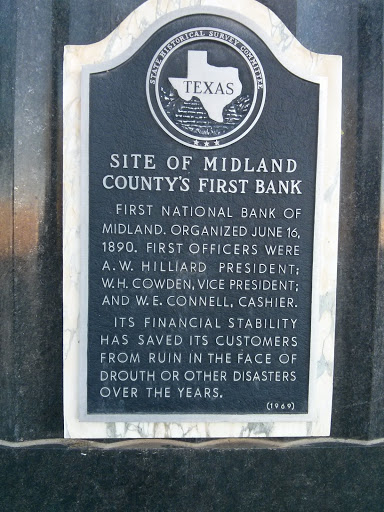 STATE HISTORICAL SURVEY COMMITTEE
TEXAS
SITE OF MIDLAND
COUNTY'S FIRST BANK
FIRST NATIONAL BANK OF
MIDLAND. ORGANIZED JUNE 16,
1890. FIRST OFFICERS WERE
A.W. HILLIARD PRESIDENT;
W.H. COWDEN, VICE PRESIDENT;
AND W.E. CONNELL, CASHIER.
ITS FINANCIAL STABILITY
HAS SAVED ITS CUSTOMERS
FROM RUIN IN THE FACE OF
DROUTH OR OTHER DISASTERS
OVER THE YEARS.
(1969)